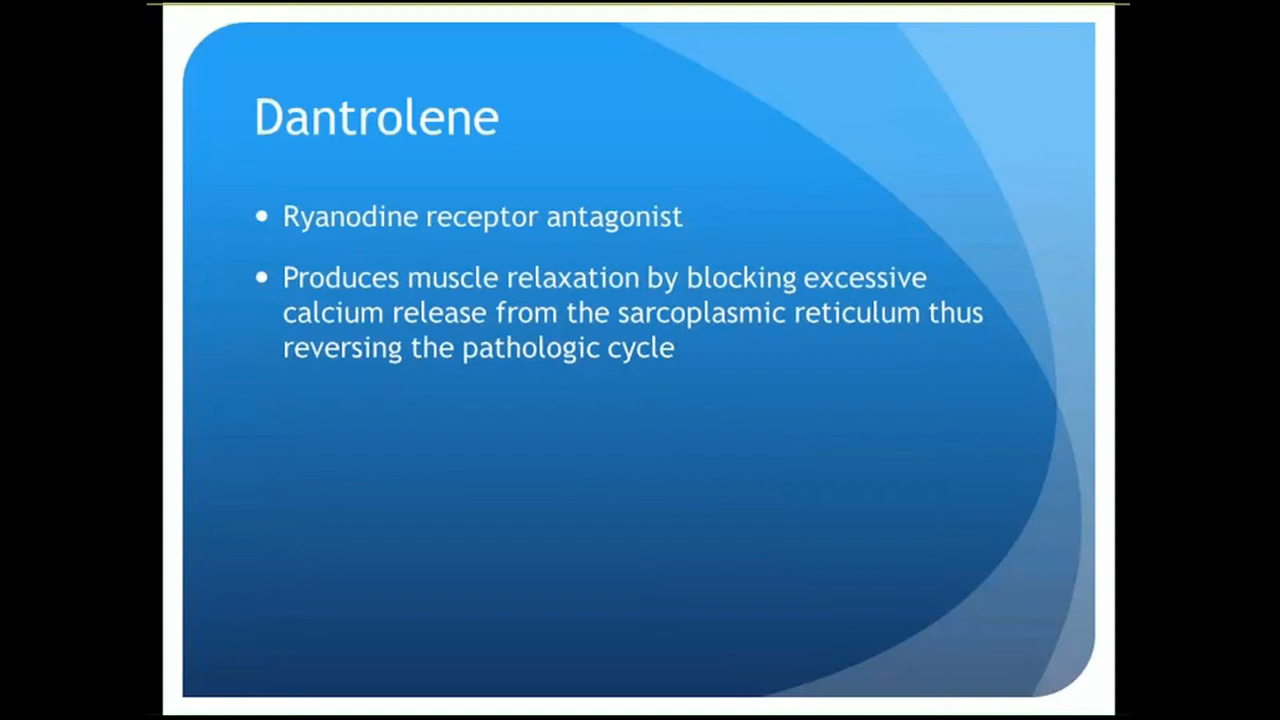 Dantrolene
• Ryanodine receptor antagonist
• Produces muscle relaxation by blocking excessive
calcium release from the sarcoplasmic reticulum thus
reversing the pathologic cycle